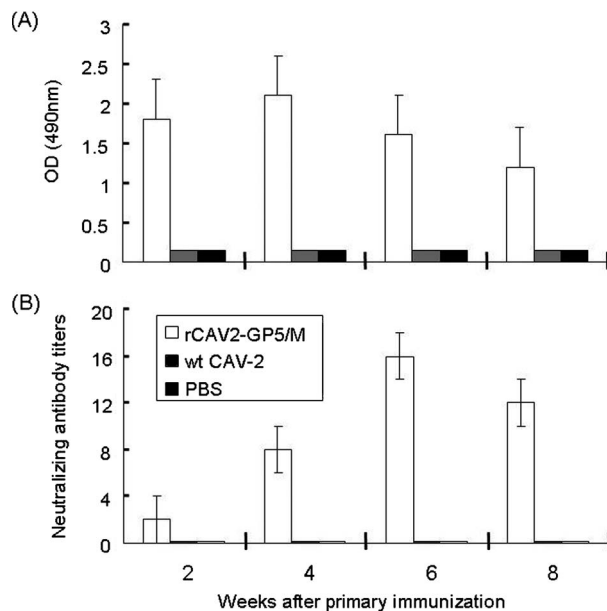 (A)
OD (490nm)
3
2.5
2
1.5
1
0.5
0
(B)
Neutralizing antibody titers
20
16
12
8
4
0
rCAV2-GP5/M
wt CAV-2
PBS
2 4 6 8
Weeks after primary immunization